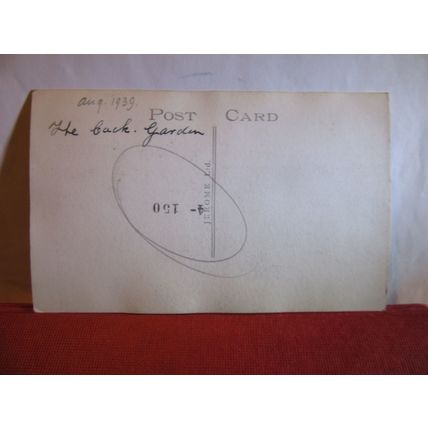 Aug. 1939.
POST CARD
The Back. Garden
JEROME Ltd.
150